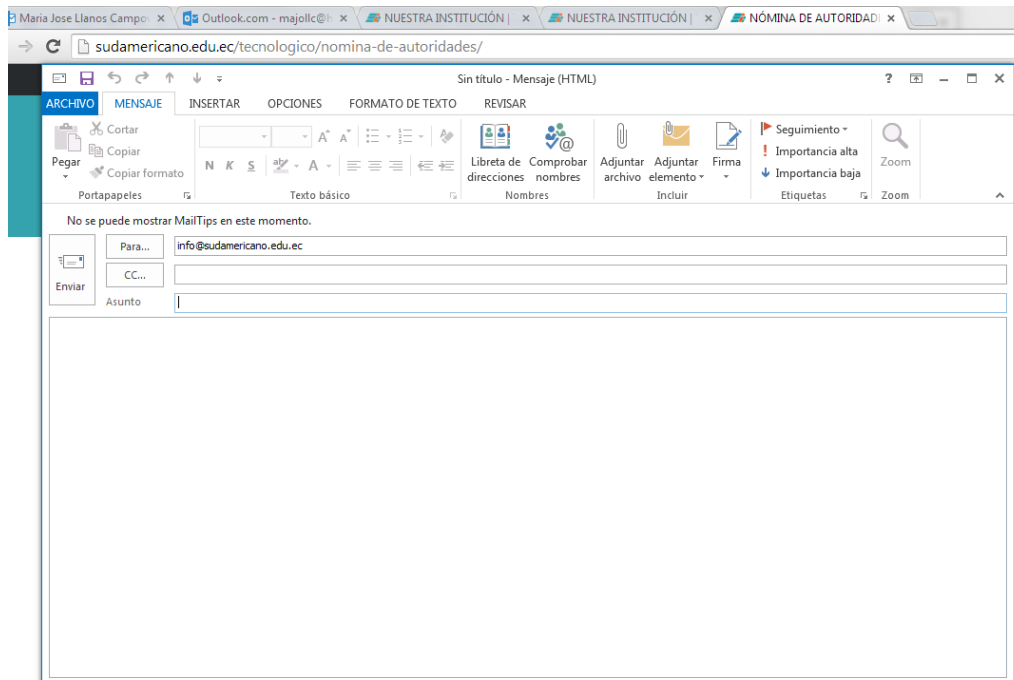 Maria Jose Llanos Campov
Outlook.com - majollc@h
NUESTRA INSTITUCIÓN |
NUESTRA INSTITUCIÓN |
NÓMINA DE AUTORIDAD
sudamericano.edu.ec/tecnologico/nomina-de-autoridades/
Sin título - Mensaje (HTML)
ARCHIVO MENSAJE INSERTAR OPCIONES FORMATO DE TEXTO REVISAR
Pegar
Cortar
Copiar
Copiar formato
Portapapeles
N K S
Texto básico
Libreta de direcciones
Comprobar nombres
Nombres
Adjuntar archivo
Adjuntar elemento
Firma
Incluir
Seguimiento
Importancia alta
Importancia baja
Etiquetas
Zoom
Zoom
No se puede mostrar MailTips en este momento.
Enviar
Para... info@sudamericano.edu.ec
CC...
Asunto